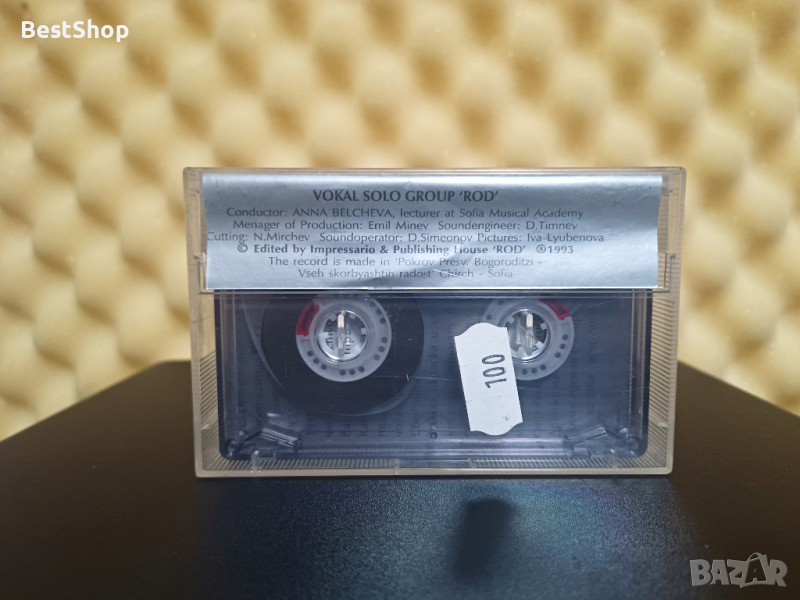 BestShop
VOKAL SOLO GROUP 'ROD'
Conductor: ANNA BELCHEVA, lecturer at Sofia Musical Academy
Menager of Production: Emil Minev Soundengineer: D.Timnev
Cutting: N.Mirchev Soundoperator: D.Simeonov Pictures: Iva Lyubenova
© Edited by Impressario & Publishing House 'ROD' ®1993
The record is made in 'Pokrov Presv. Bogoroditzi -
Vseh skorbyashtih radost' Chirch - Sofia
100
BAZAR